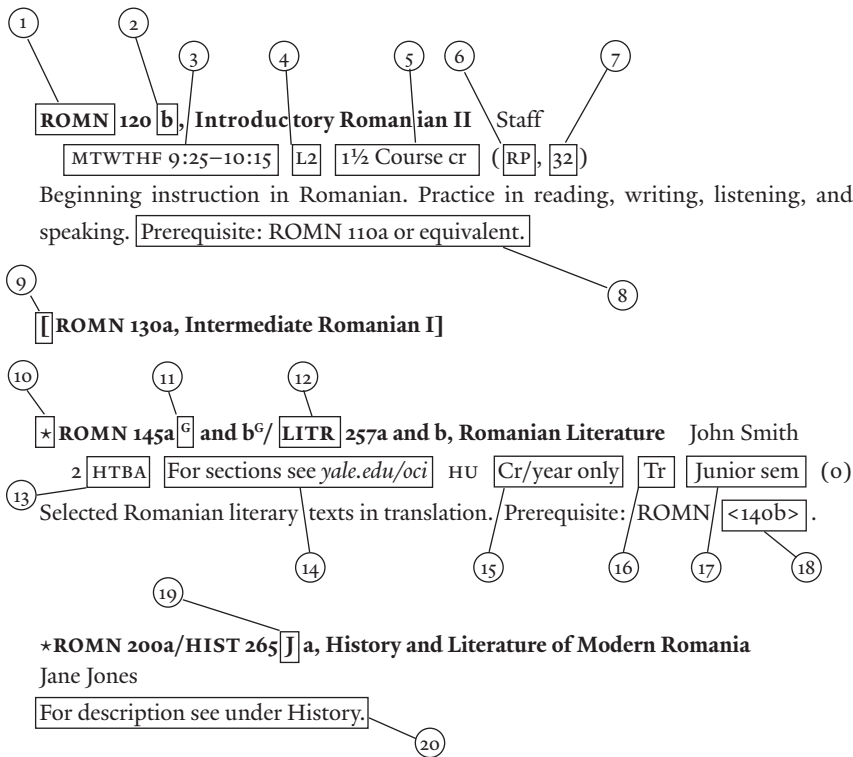 1 2 3 4 5 6 7
ROMN 120 b, Introductory Romanian II Staff
MTWTHF 9:25–10:15 L2 1½ Course cr (RP, 32)
Beginning instruction in Romanian. Practice in reading, writing, listening, and
speaking. Prerequisite: ROMN 110a or equivalent.
8
9
[ROMN 130a, Intermediate Romanian I]
10 11 12
*ROMN 145aᴳ and bᴳ/ LITR 257a and b, Romanian Literature John Smith
2 HTBA For sections see yale.edu/oci HU Cr/year only Tr Junior sem (0)
13
Selected Romanian literary texts in translation. Prerequisite: ROMN <140b>.
14 15 16 17 18
19
*ROMN 200a/HIST 265 J a, History and Literature of Modern Romania
Jane Jones
For description see under History.
20